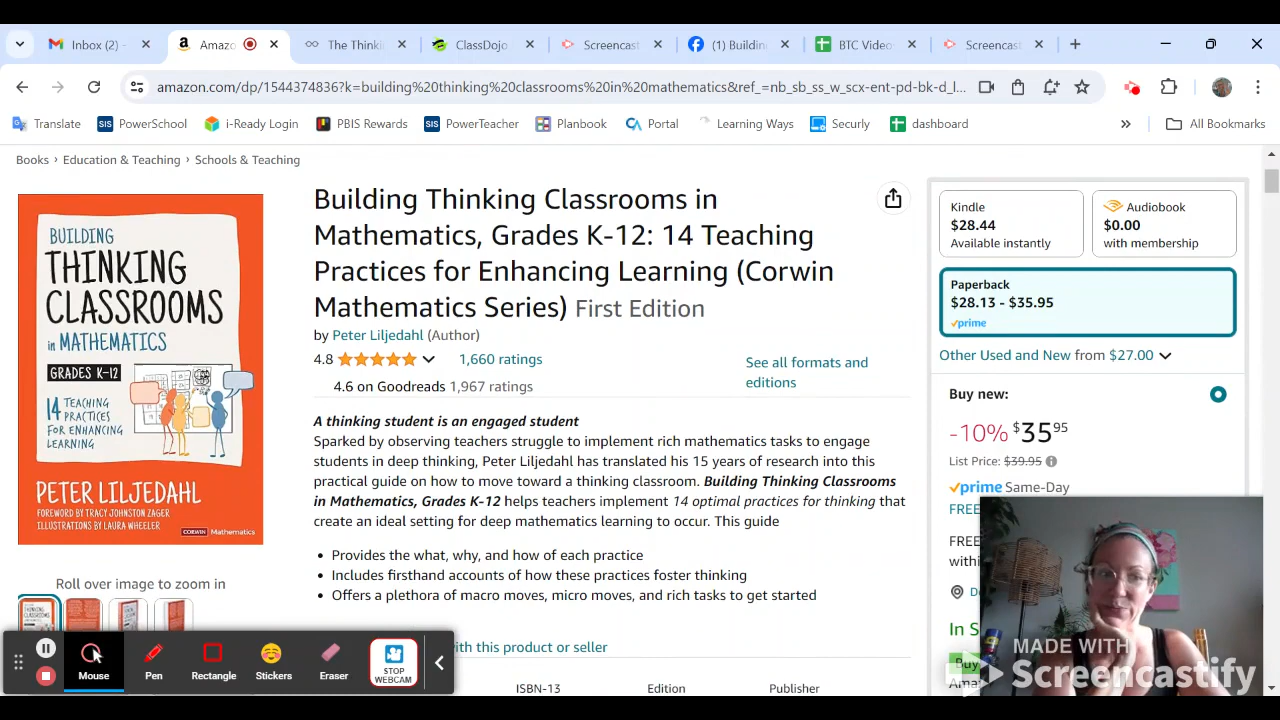 Inbox (2)
Amaz
The Thinki
ClassDojo
Screencast
(1) Buildin
BTC Video
Screencast
amazon.com/dp/1544374836?k=building%20thinking%20classrooms%20in%20mathematics&ref_=nb_sb_ss_w_scx-ent-pd-bk-d_l...
Translate
PowerSchool
i-Ready Login
PBIS Rewards
PowerTeacher
Planbook
Portal
Learning Ways
Securly
dashboard
All Bookmarks
Books › Education & Teaching › Schools & Teaching
BUILDING
THINKING
CLASSROOMS
in MATHEMATICS
GRADES K–12
14 TEACHING
PRACTICES
FOR ENHANCING
LEARNING
PETER LILJEDAHL
FOREWORD BY TRACY JOHNSTON ZAGER
ILLUSTRATIONS BY LAURA WHEELER
CORWIN Mathematics
Roll over image to zoom in
Building Thinking Classrooms in
Mathematics, Grades K-12: 14 Teaching
Practices for Enhancing Learning (Corwin
Mathematics Series) First Edition
by Peter Liljedahl (Author)
4.8
1,660 ratings
See all formats and
editions
4.6 on Goodreads 1,967 ratings
A thinking student is an engaged student
Sparked by observing teachers struggle to implement rich mathematics tasks to engage
students in deep thinking, Peter Liljedahl has translated his 15 years of research into this
practical guide on how to move toward a thinking classroom. Building Thinking Classrooms
in Mathematics, Grades K-12 helps teachers implement 14 optimal practices for thinking that
create an ideal setting for deep mathematics learning to occur. This guide
• Provides the what, why, and how of each practice
• Includes firsthand accounts of how these practices foster thinking
• Offers a plethora of macro moves, micro moves, and rich tasks to get started
with this product or seller
ISBN-13
Edition
Publisher
Kindle
$28.44
Available instantly
Audiobook
$0.00
with membership
Paperback
$28.13 - $35.95
prime
Other Used and New from $27.00
Buy new:
-10% $35 95
List Price: $39.95
prime Same-Day
FREE
FREE
withi
In S
Buy
Ama
MADE WITH
Screencastify
Mouse
Pen
Rectangle
Stickers
Eraser
STOP
WEBCAM